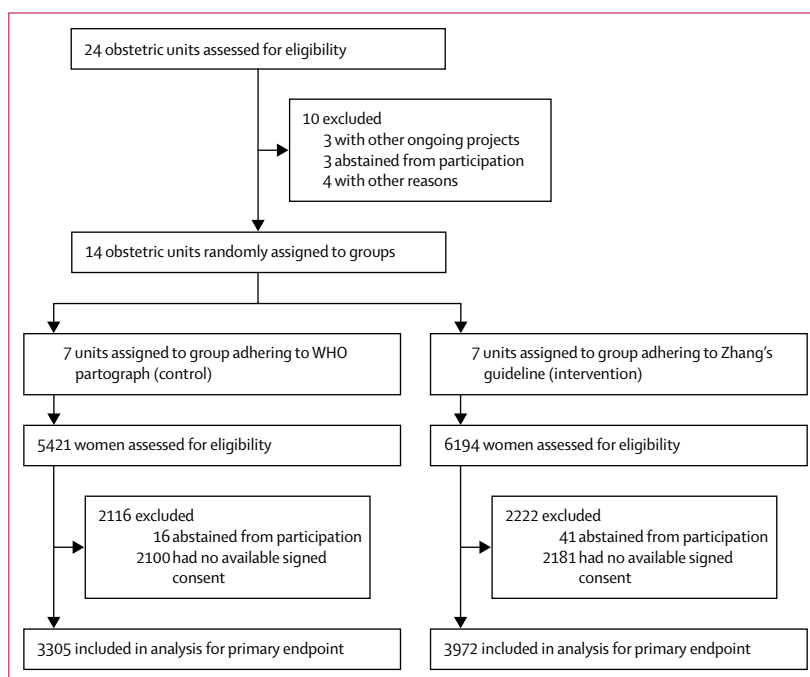 24 obstetric units assessed for eligibility
10 excluded
3 with other ongoing projects
3 abstained from participation
4 with other reasons
14 obstetric units randomly assigned to groups
7 units assigned to group adhering to WHO
partograph (control)
7 units assigned to group adhering to Zhang's
guideline (intervention)
5421 women assessed for eligibility
6194 women assessed for eligibility
2116 excluded
16 abstained from participation
2100 had no available signed
consent
2222 excluded
41 abstained from participation
2181 had no available signed
consent
3305 included in analysis for primary endpoint
3972 included in analysis for primary endpoint